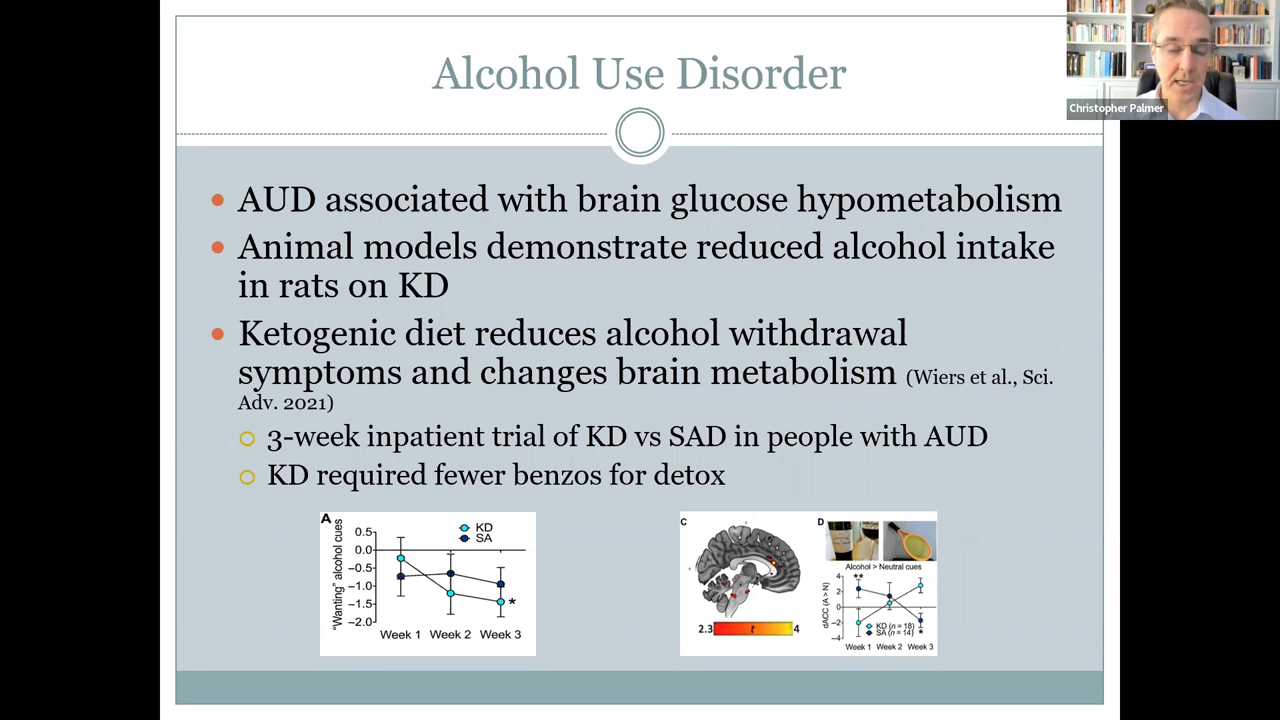 Alcohol Use Disorder
Christopher Palmer
AUD associated with brain glucose hypometabolism
Animal models demonstrate reduced alcohol intake
in rats on KD
Ketogenic diet reduces alcohol withdrawal
symptoms and changes brain metabolism (Wiers et al., Sci.
Adv. 2021)
3-week inpatient trial of KD vs SAD in people with AUD
KD required fewer benzos for detox
A
"Wanting" alcohol cues
KD
SA
0.5
0.0
−0.5
−1.0
−1.5
−2.0
*
Week 1 Week 2 Week 3
C
2.3 t 4
D
Alcohol > Neutral cues
dACC (A > N)
4
2
0
−2
−4
**
KD (n = 18)
SA (n = 14)
*
Week 1 Week 2 Week 3